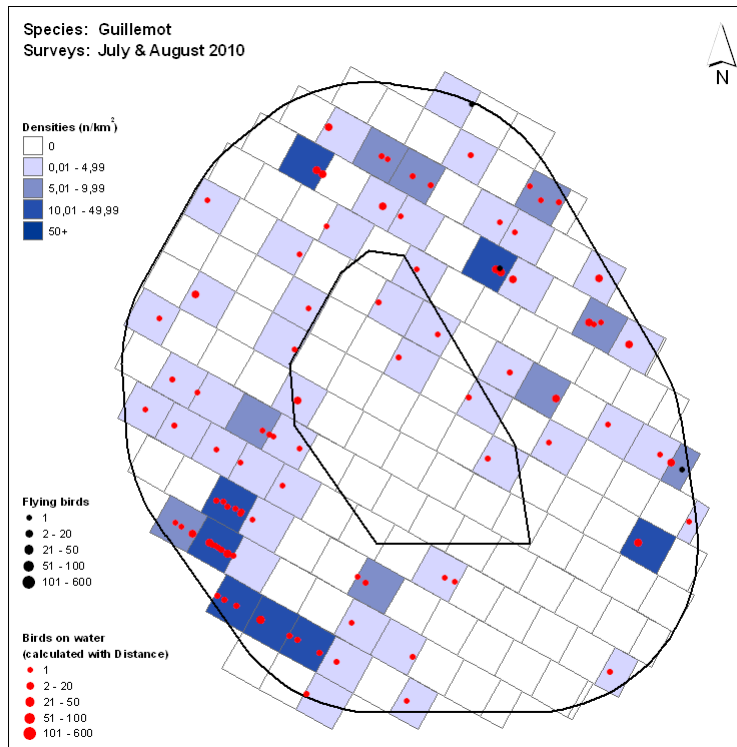 Species: Guillemot
Surveys: July & August 2010
N
Densities (n/km²)
0
0,01 - 4,99
5,01 - 9,99
10,01 - 49,99
50+
Flying birds
1
2 - 20
21 - 50
51 - 100
101 - 600
Birds on water
(calculated with Distance)
1
2 - 20
21 - 50
51 - 100
101 - 600